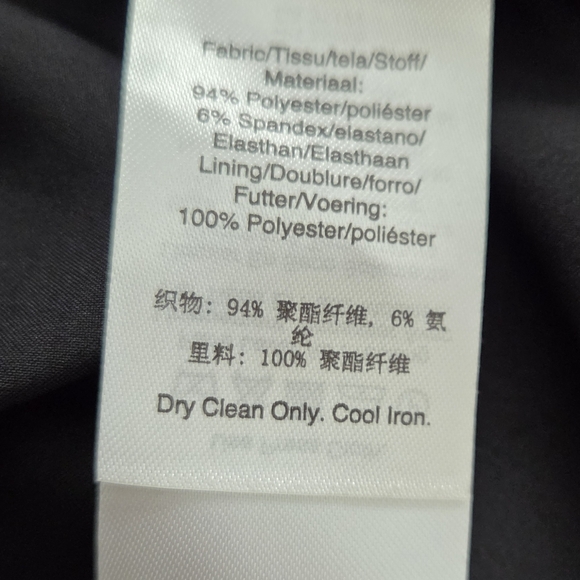 Fabric/Tissu/tela/Stoff/
Materiaal:
94% Polyester/poliéster
6% Spandex/elastano/
Elasthan/Elasthaan
Lining/Doublure/forro/
Futter/Voering:
100% Polyester/poliéster
织物: 94% 聚酯纤维, 6% 氨
纶
里料: 100% 聚酯纤维
Dry Clean Only. Cool Iron.